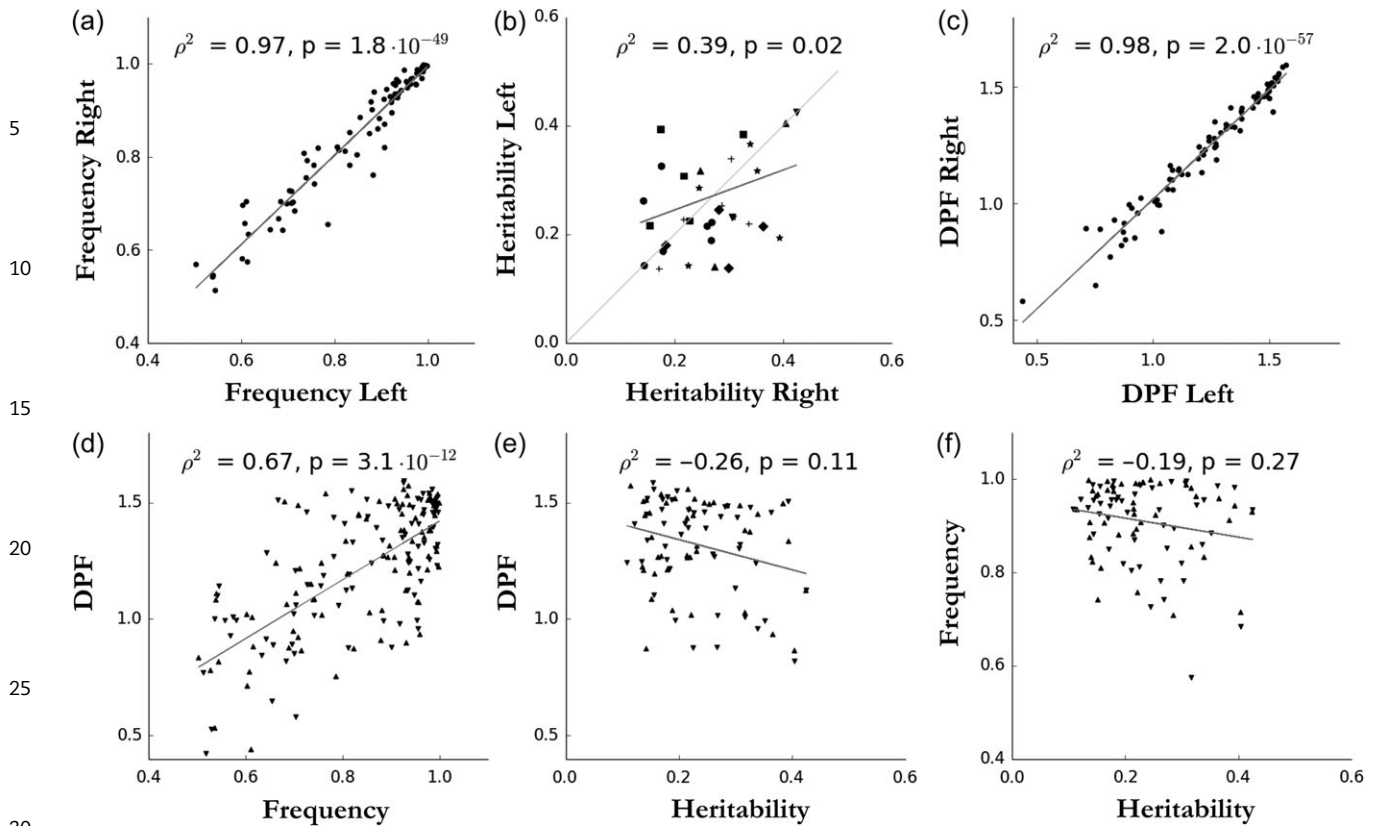 (a)
ρ² = 0.97, p = 1.8 ·10⁻⁴⁹
1.0
0.8
0.6
0.4
Frequency Right
0.4 0.6 0.8 1.0
Frequency Left
(b)
ρ² = 0.39, p = 0.02
0.6
0.4
0.2
0.0
Heritability Left
0.0 0.2 0.4 0.6
Heritability Right
(c)
ρ² = 0.98, p = 2.0 ·10⁻⁵⁷
1.5
1.0
0.5
DPF Right
0.5 1.0 1.5
DPF Left
(d)
ρ² = 0.67, p = 3.1 ·10⁻¹²
1.5
1.0
0.5
DPF
0.4 0.6 0.8 1.0
Frequency
(e)
ρ² = –0.26, p = 0.11
1.5
1.0
0.5
DPF
0.0 0.2 0.4 0.6
Heritability
(f)
ρ² = –0.19, p = 0.27
1.0
0.8
0.6
0.4
Frequency
0.0 0.2 0.4 0.6
Heritability
5
10
15
20
25